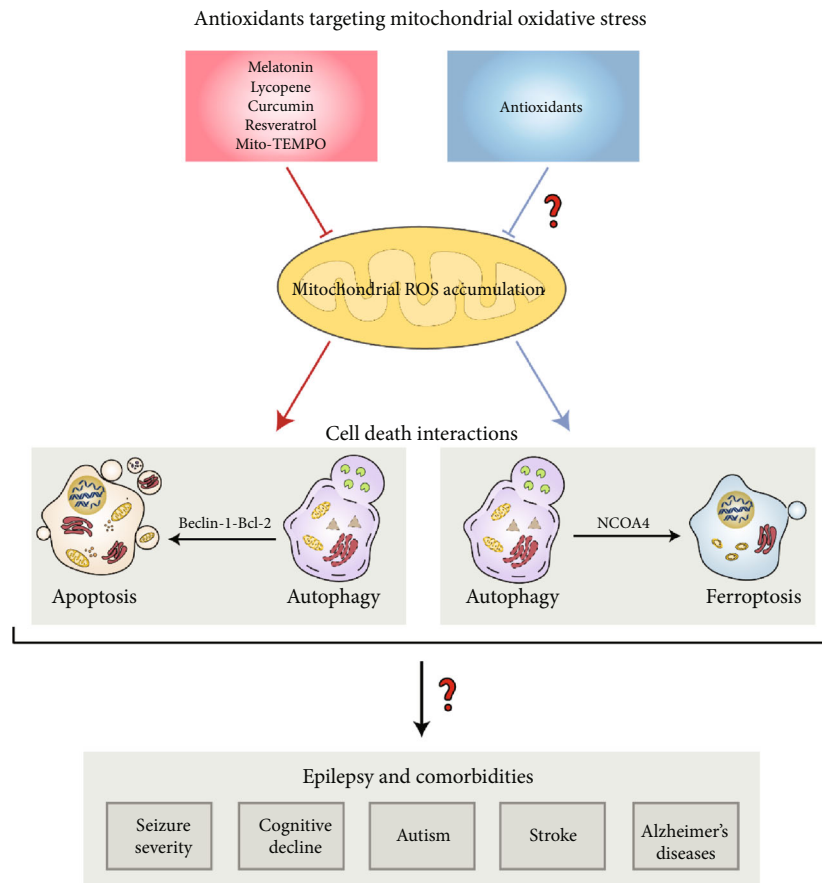 Antioxidants targeting mitochondrial oxidative stress
Melatonin
Lycopene
Curcumin
Resveratrol
Mito-TEMPO
Antioxidants
?
Mitochondrial ROS accumulation
Cell death interactions
Beclin-1-Bcl-2
NCOA4
Apoptosis
Autophagy
Autophagy
Ferroptosis
?
Epilepsy and comorbidities
Seizure
severity
Cognitive
decline
Autism
Stroke
Alzheimer's
diseases